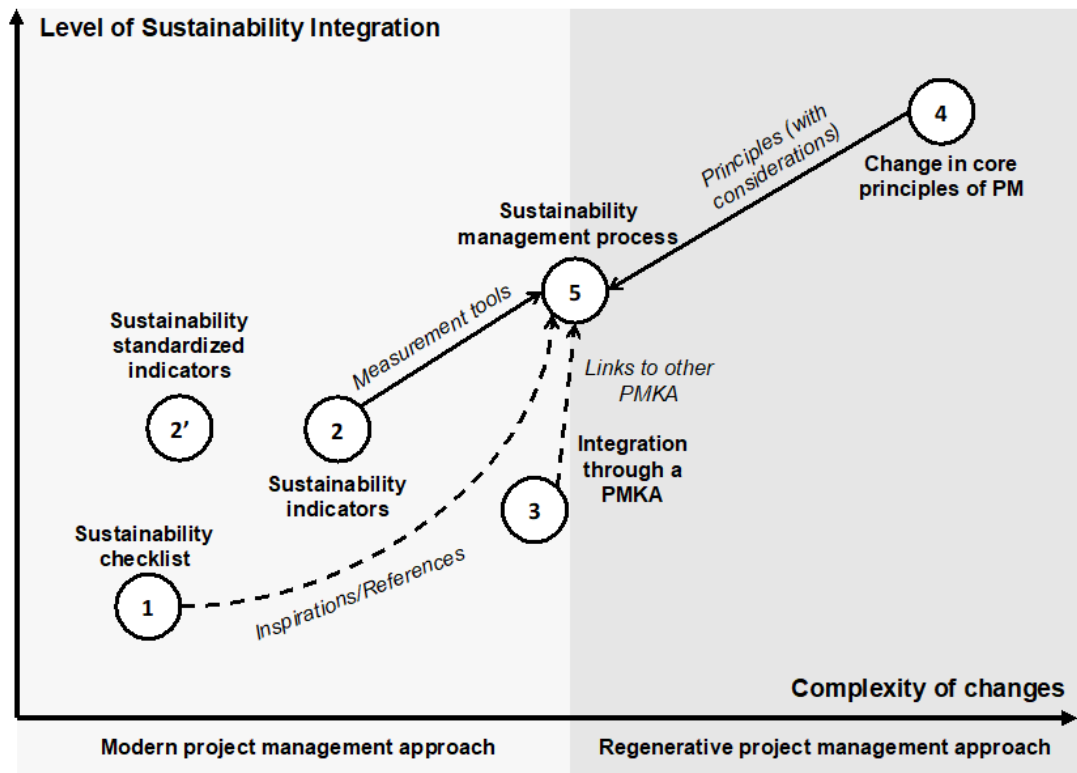 Level of Sustainability Integration
4
Change in core
principles of PM
Principles (with
considerations)
Sustainability
management process
5
Measurement tools
Sustainability
standardized
indicators
2’
2
Sustainability
indicators
Links to other
PMKA
Integration
through a
PMKA
3
Sustainability
checklist
1
Inspirations/References
Complexity of changes
Modern project management approach
Regenerative project management approach